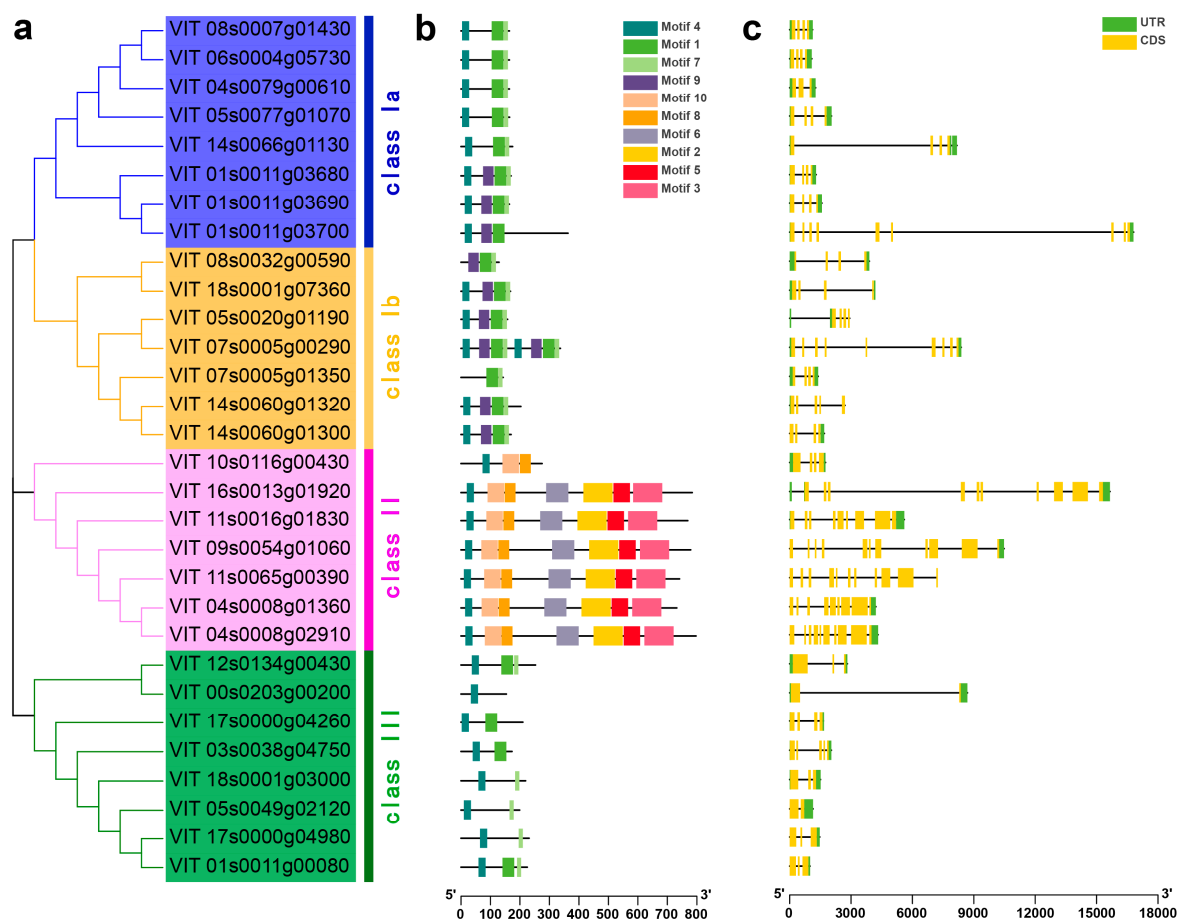 a
VIT 08s0007g01430
VIT 06s0004g05730
VIT 04s0079g00610
VIT 05s0077g01070
VIT 14s0066g01130
VIT 01s0011g03680
VIT 01s0011g03690
VIT 01s0011g03700
VIT 08s0032g00590
VIT 18s0001g07360
VIT 05s0020g01190
VIT 07s0005g00290
VIT 07s0005g01350
VIT 14s0060g01320
VIT 14s0060g01300
VIT 10s0116g00430
VIT 16s0013g01920
VIT 11s0016g01830
VIT 09s0054g01060
VIT 11s0065g00390
VIT 04s0008g01360
VIT 04s0008g02910
VIT 12s0134g00430
VIT 00s0203g00200
VIT 17s0000g04260
VIT 03s0038g04750
VIT 18s0001g03000
VIT 05s0049g02120
VIT 17s0000g04980
VIT 01s0011g00080
class Ia
class Ib
class II
class III
b
Motif 4
Motif 1
Motif 7
Motif 9
Motif 10
Motif 8
Motif 6
Motif 2
Motif 5
Motif 3
5' 3'
0 100 200 300 400 500 600 700 800
c
UTR
CDS
5' 3'
0 3000 6000 9000 12000 15000 18000